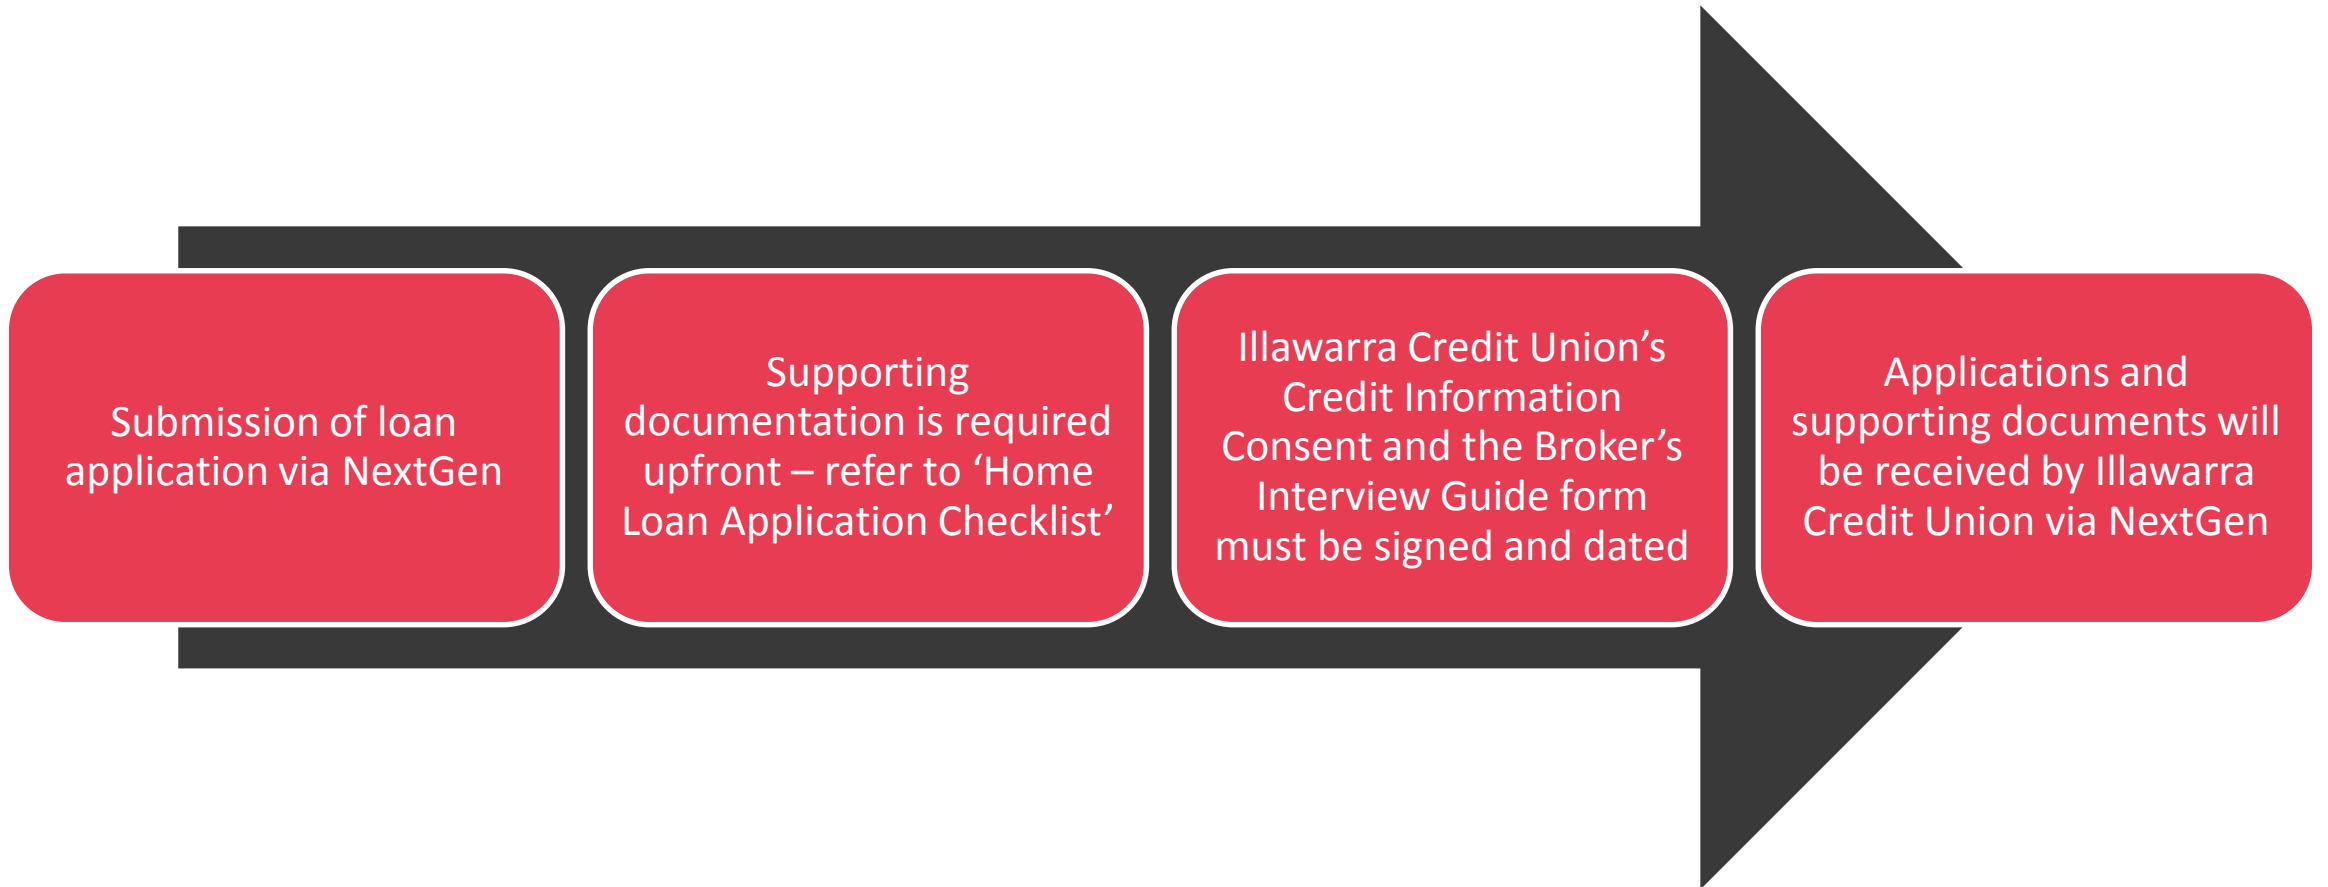 Submission of loan
application via NextGen
Supporting
documentation is required
upfront – refer to ‘Home
Loan Application Checklist’
Illawarra Credit Union’s
Credit Information
Consent and the Broker’s
Interview Guide form
must be signed and dated
Applications and
supporting documents will
be received by Illawarra
Credit Union via NextGen